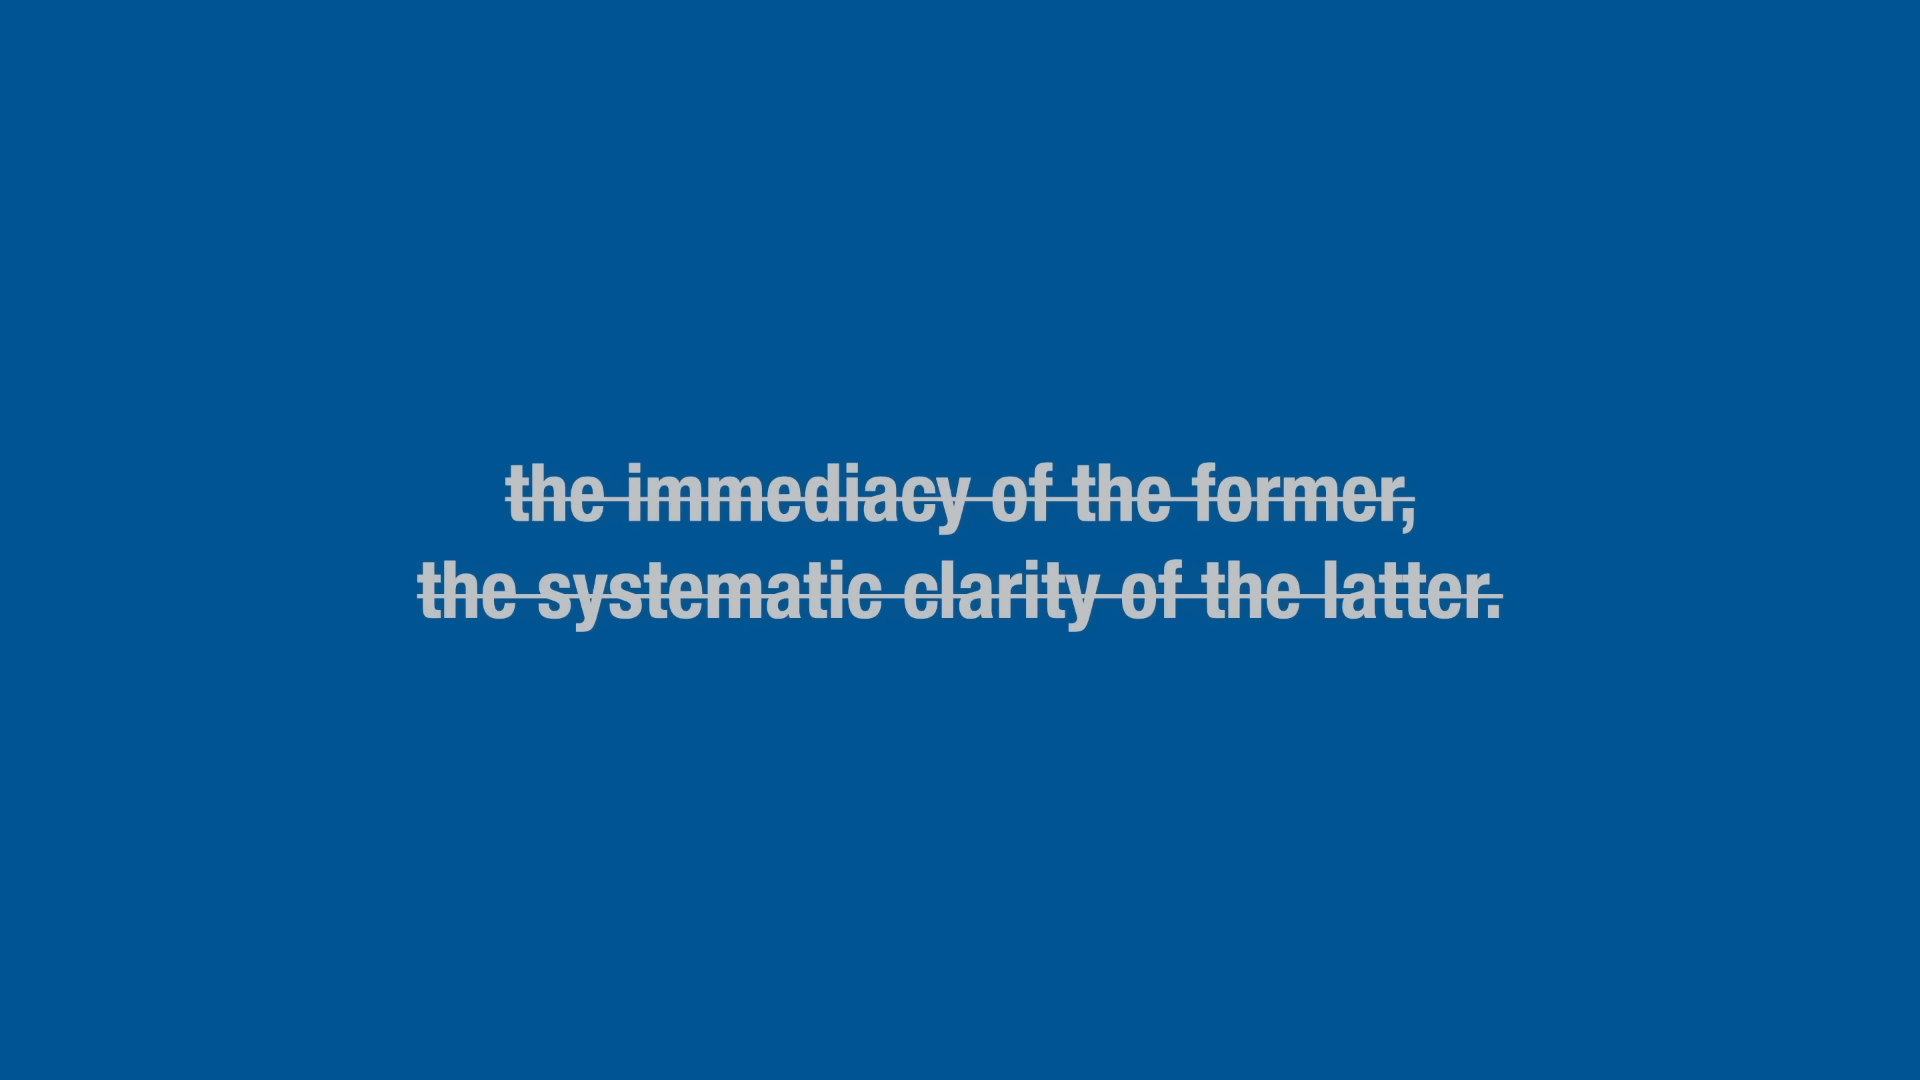 the immediacy of the former,
the systematic clarity of the latter.